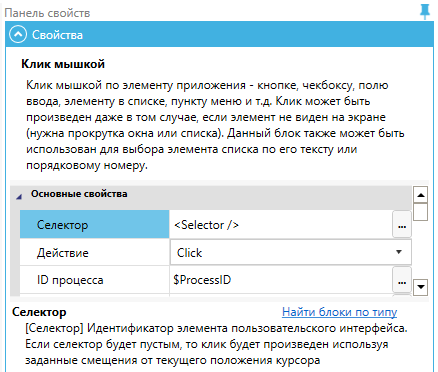 Панель свойств
Свойства
Клик мышкой
Клик мышкой по элементу приложения - кнопке, чекбоксу, полю
ввода, элементу в списке, пункту меню и т.д. Клик может быть
произведен даже в том случае, если элемент не виден на экране
(нужна прокрутка окна или списка). Данный блок также может быть
использован для выбора элемента списка по его тексту или
порядковому номеру.
Основные свойства
Селектор <Selector /> ...
Действие Click
ID процесса $ProcessID ...
Селектор Найти блоки по типу
[Селектор] Идентификатор элемента пользовательского интерфейса.
Если селектор будет пустым, то клик будет произведен используя
заданные смещения от текущего положения курсора